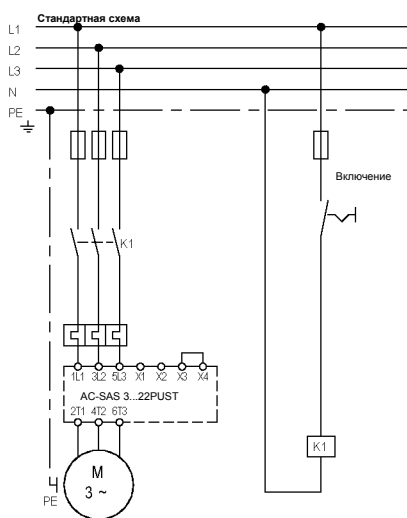 Стандартная схема
L1
L2
L3
N
PE
Включение
K1
1L1 3L2 5L3 X1 X2 X3 X4
AC-SAS 3...22PUST
2T1 4T2 6T3
K1
M
3 ~
PE